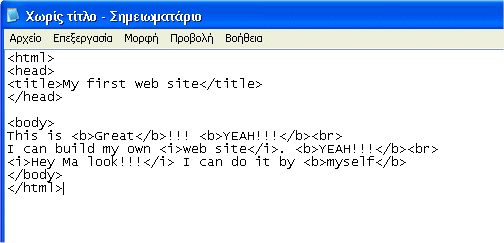 Χωρίς τίτλο - Σημειωματάριο
Αρχείο Επεξεργασία Μορφή Προβολή Βοήθεια
<html>
<head>
<title>My first web site</title>
</head>

<body>
This is <b>Great</b>!!! <b>YEAH!!!</b><br>
I can build my own <i>web site</i>. <b>YEAH!!!</b><br>
<i>Hey Ma look!!!</i> I can do it by <b>myself</b>
</body>
</html>